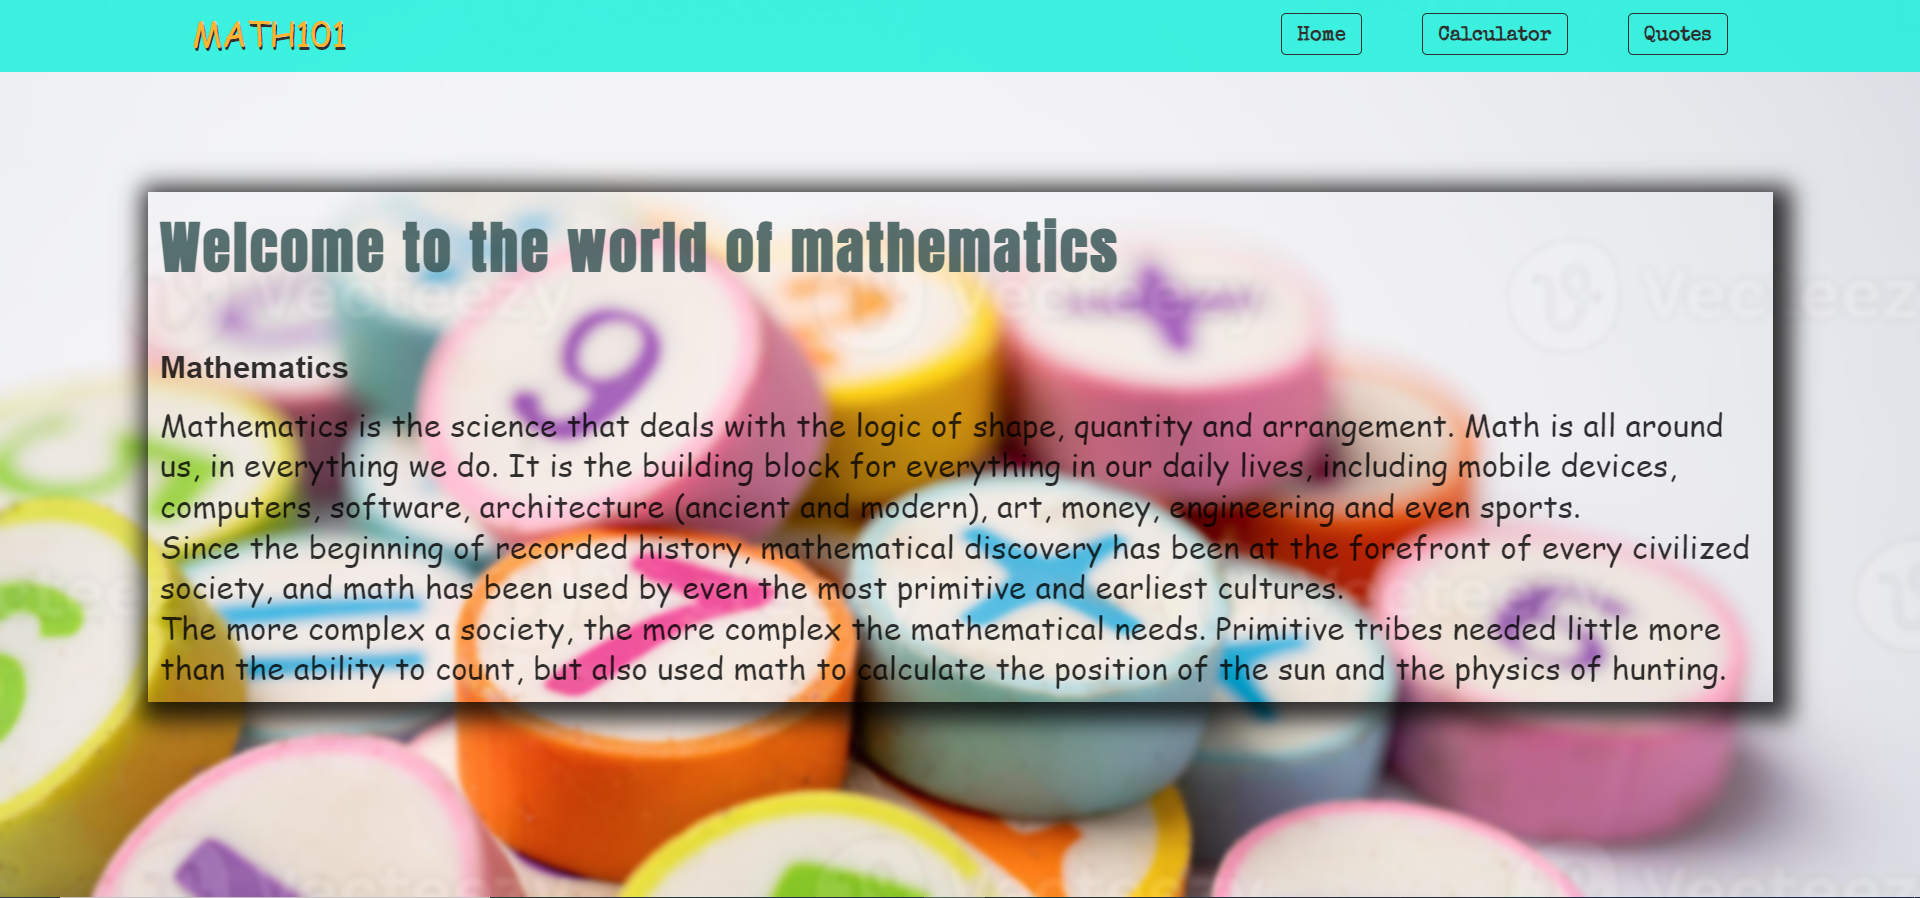 MATH101
Home
Calculator
Quotes
Welcome to the world of mathematics
Vecteezy
Mathematics
Mathematics is the science that deals with the logic of shape, quantity and arrangement. Math is all around
us, in everything we do. It is the building block for everything in our daily lives, including mobile devices,
computers, software, architecture (ancient and modern), art, money, engineering and even sports.
Since the beginning of recorded history, mathematical discovery has been at the forefront of every civilized
society, and math has been used by even the most primitive and earliest cultures.
The more complex a society, the more complex the mathematical needs. Primitive tribes needed little more
than the ability to count, but also used math to calculate the position of the sun and the physics of hunting.